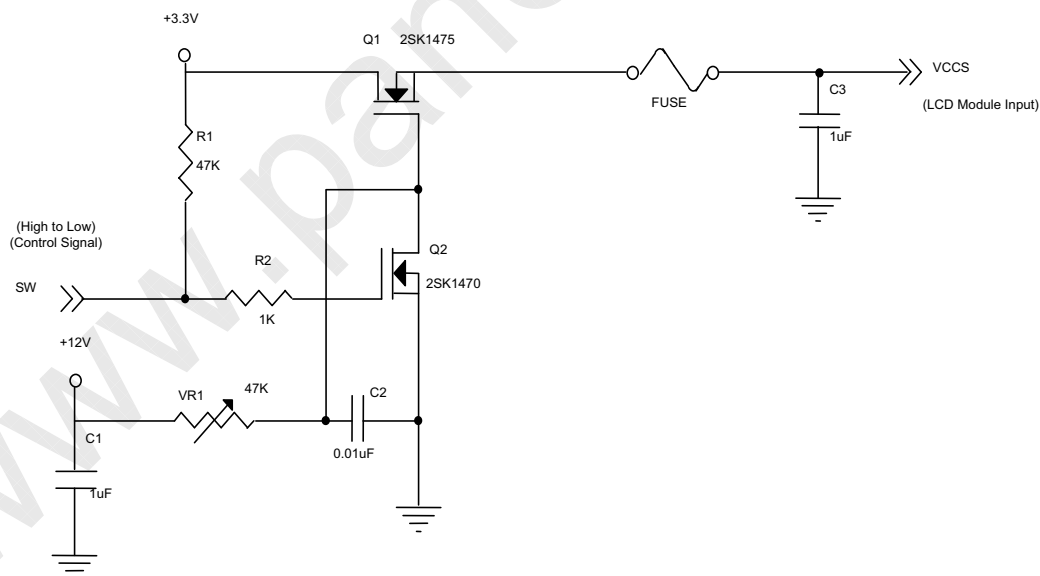 +3.3V
Q1 2SK1475
VCCS
FUSE
C3
(LCD Module Input)
R1
1uF
47K
(High to Low)
(Control Signal)
Q2
R2
SW
2SK1470
1K
+12V
VR1
47K
C2
C1
0.01uF
1uF